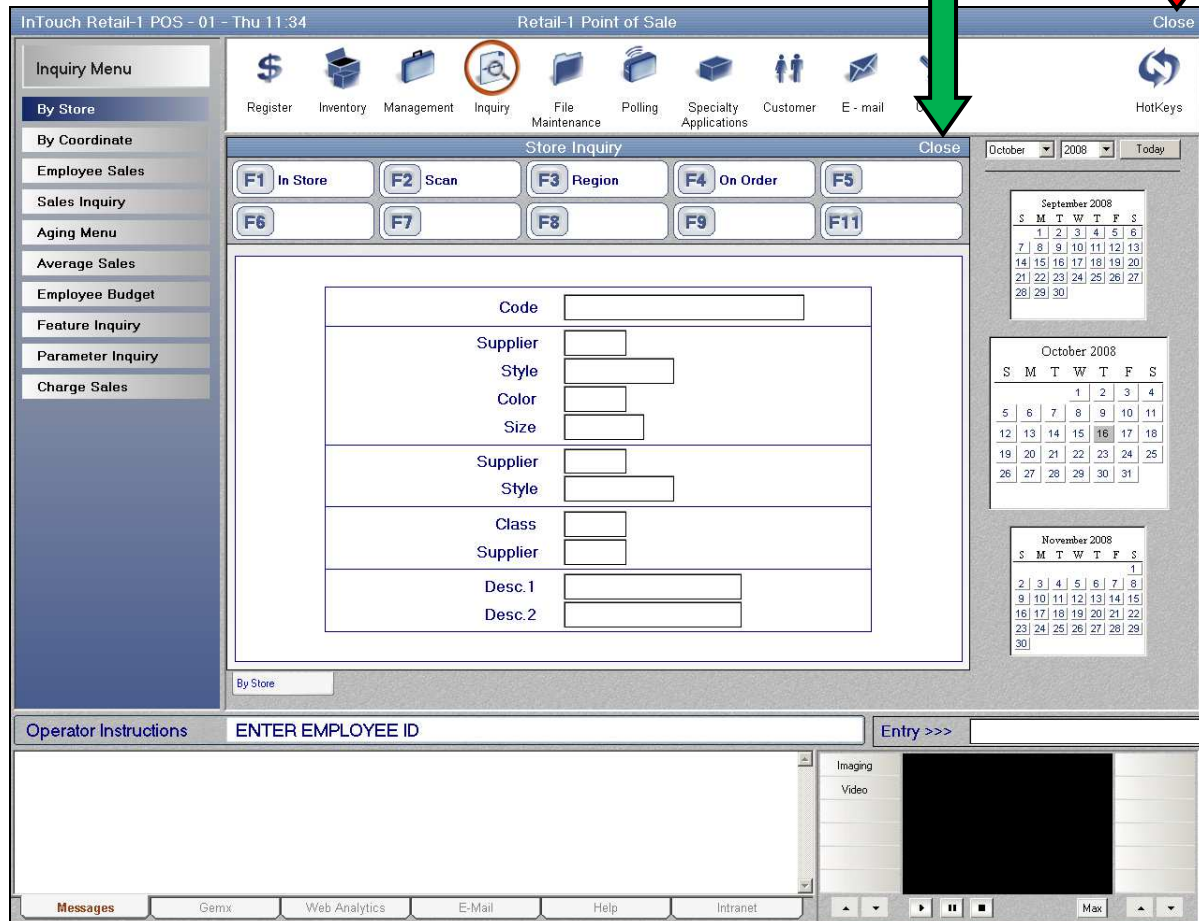 InTouch Retail-1 POS - 01 - Thu 11:34 Retail-1 Point of Sale Close
Inquiry Menu
By Store
By Coordinate
Employee Sales
Sales Inquiry
Aging Menu
Average Sales
Employee Budget
Feature Inquiry
Parameter Inquiry
Charge Sales
Register Inventory Management Inquiry File Maintenance Polling Specialty Applications Customer E - mail HotKeys
Store Inquiry Close
F1 In Store F2 Scan F3 Region F4 On Order F5
F6 F7 F8 F9 F11
Code
Supplier
Style
Color
Size
Supplier
Style
Class
Supplier
Desc.1
Desc.2
By Store
October 2008 Today
September 2008
S M T W T F S
1 2 3 4 5 6
7 8 9 10 11 12 13
14 15 16 17 18 19 20
21 22 23 24 25 26 27
28 29 30
October 2008
S M T W T F S
1 2 3 4
5 6 7 8 9 10 11
12 13 14 15 16 17 18
19 20 21 22 23 24 25
26 27 28 29 30 31
November 2008
S M T W T F S
1
2 3 4 5 6 7 8
9 10 11 12 13 14 15
16 17 18 19 20 21 22
23 24 25 26 27 28 29
30
Operator Instructions ENTER EMPLOYEE ID Entry >>>
Imaging
Video
Messages Gemx Web Analytics E-Mail Help Intranet Max